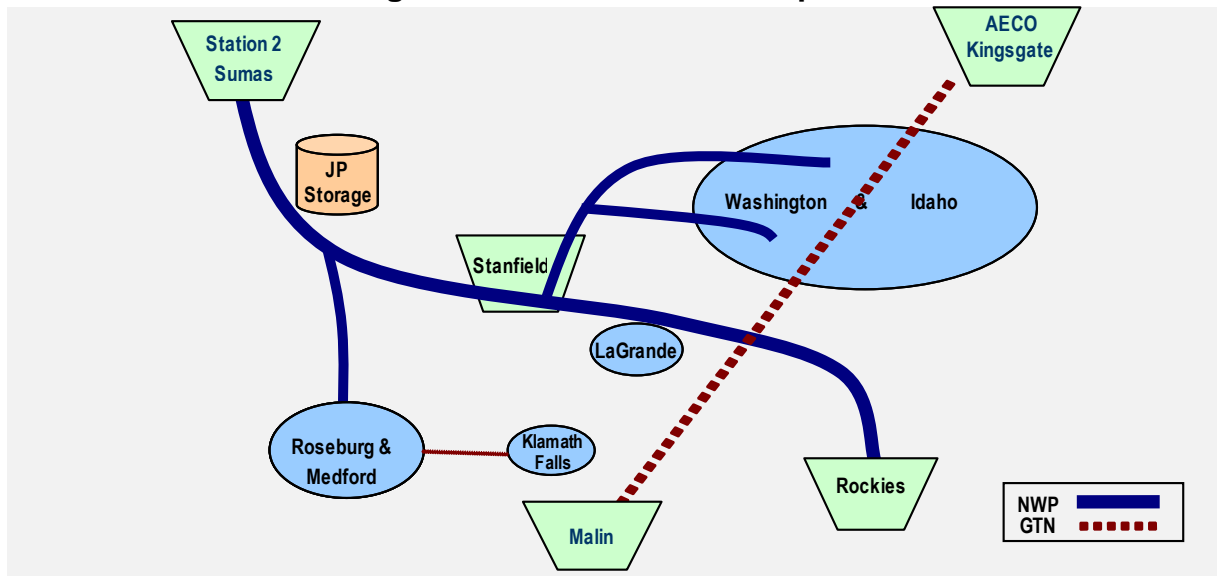 Station 2
Sumas
AECO
Kingsgate
JP
Storage
Washington & Idaho
Stanfield
LaGrande
Roseburg &
Medford
Klamath
Falls
Rockies
Malin
NWP
GTN